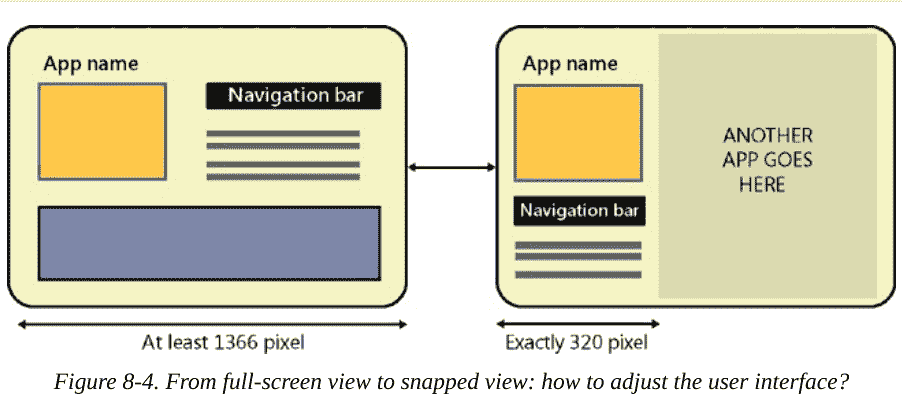 App name
Navigation bar
At least 1366 pixel
App name
Navigation bar
ANOTHER
APP GOES
HERE
Exactly 320 pixel
Figure 8-4. From full-screen view to snapped view: how to adjust the user interface?